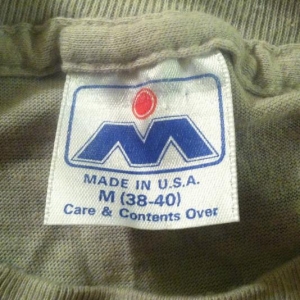 MADE IN U.S.A.
M (38-40)
Care & Contents Over